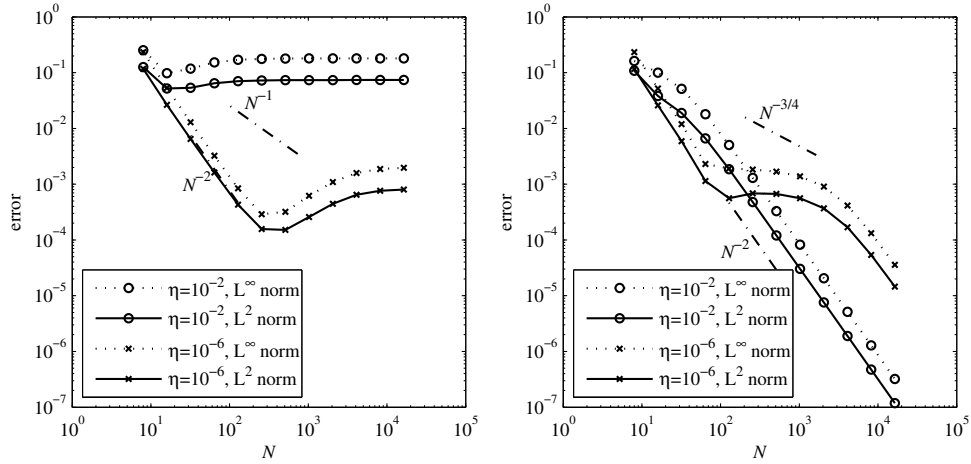 10^0
10^-1
10^-2
10^-3
10^-4
10^-5
10^-6
10^-7
error
N^-1
N^-2
η=10^-2, L^∞ norm
η=10^-2, L^2 norm
η=10^-6, L^∞ norm
η=10^-6, L^2 norm
10^0 10^1 10^2 10^3 10^4 10^5
N
10^0
10^-1
10^-2
10^-3
10^-4
10^-5
10^-6
10^-7
error
N^-3/4
N^-2
η=10^-2, L^∞ norm
η=10^-2, L^2 norm
η=10^-6, L^∞ norm
η=10^-6, L^2 norm
10^0 10^1 10^2 10^3 10^4 10^5
N